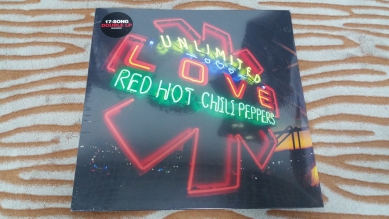 17-SONG
DOUBLE LP
UNLIMITED
LOVE
RED HOT CHILI PEPPERS